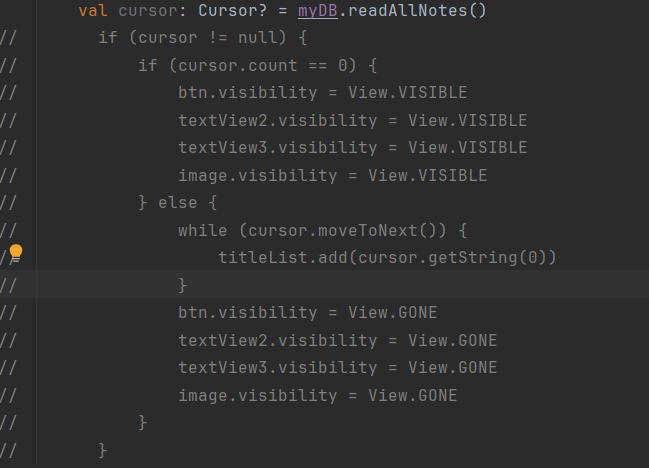 val cursor: Cursor? = myDB.readAllNotes()
//        if (cursor != null) {
//            if (cursor.count == 0) {
//                btn.visibility = View.VISIBLE
//                textView2.visibility = View.VISIBLE
//                textView3.visibility = View.VISIBLE
//                image.visibility = View.VISIBLE
//            } else {
//                while (cursor.moveToNext()) {
//                    titleList.add(cursor.getString(0))
//                }
//                btn.visibility = View.GONE
//                textView2.visibility = View.GONE
//                textView3.visibility = View.GONE
//                image.visibility = View.GONE
//            }
//        }